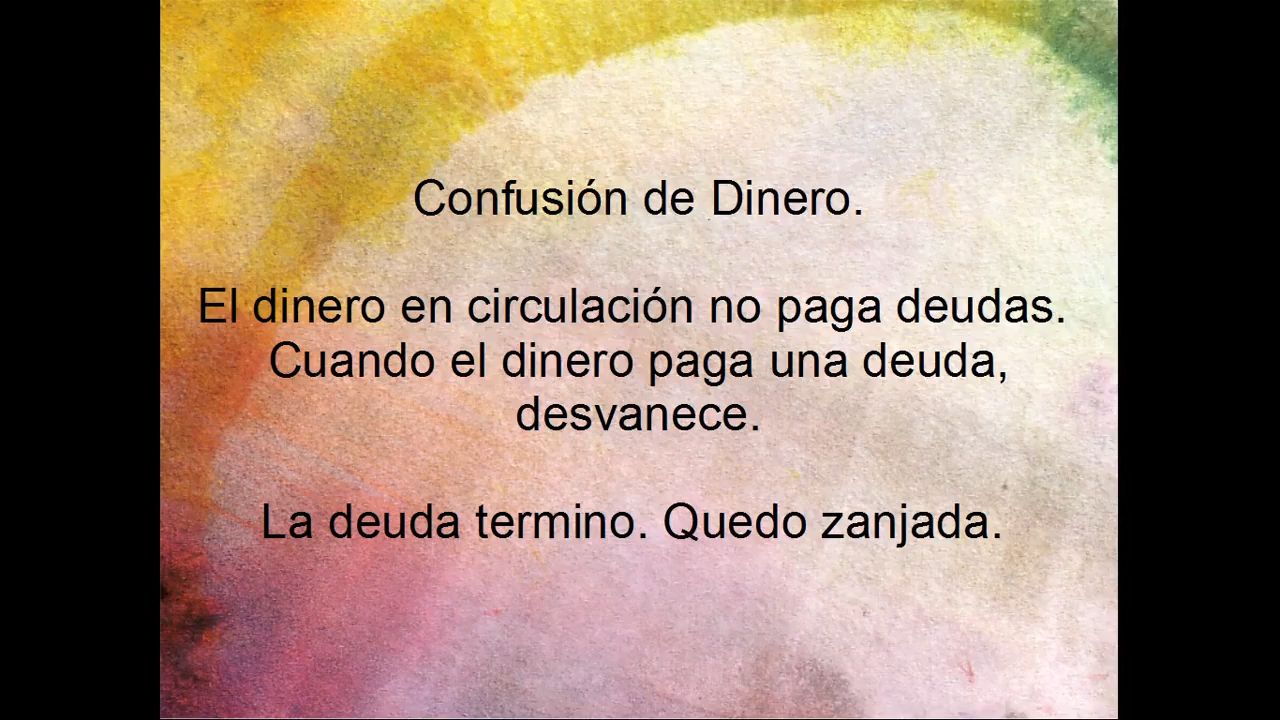 Confusión de Dinero.
El dinero en circulación no paga deudas.
Cuando el dinero paga una deuda,
desvanece.
La deuda termino. Quedo zanjada.